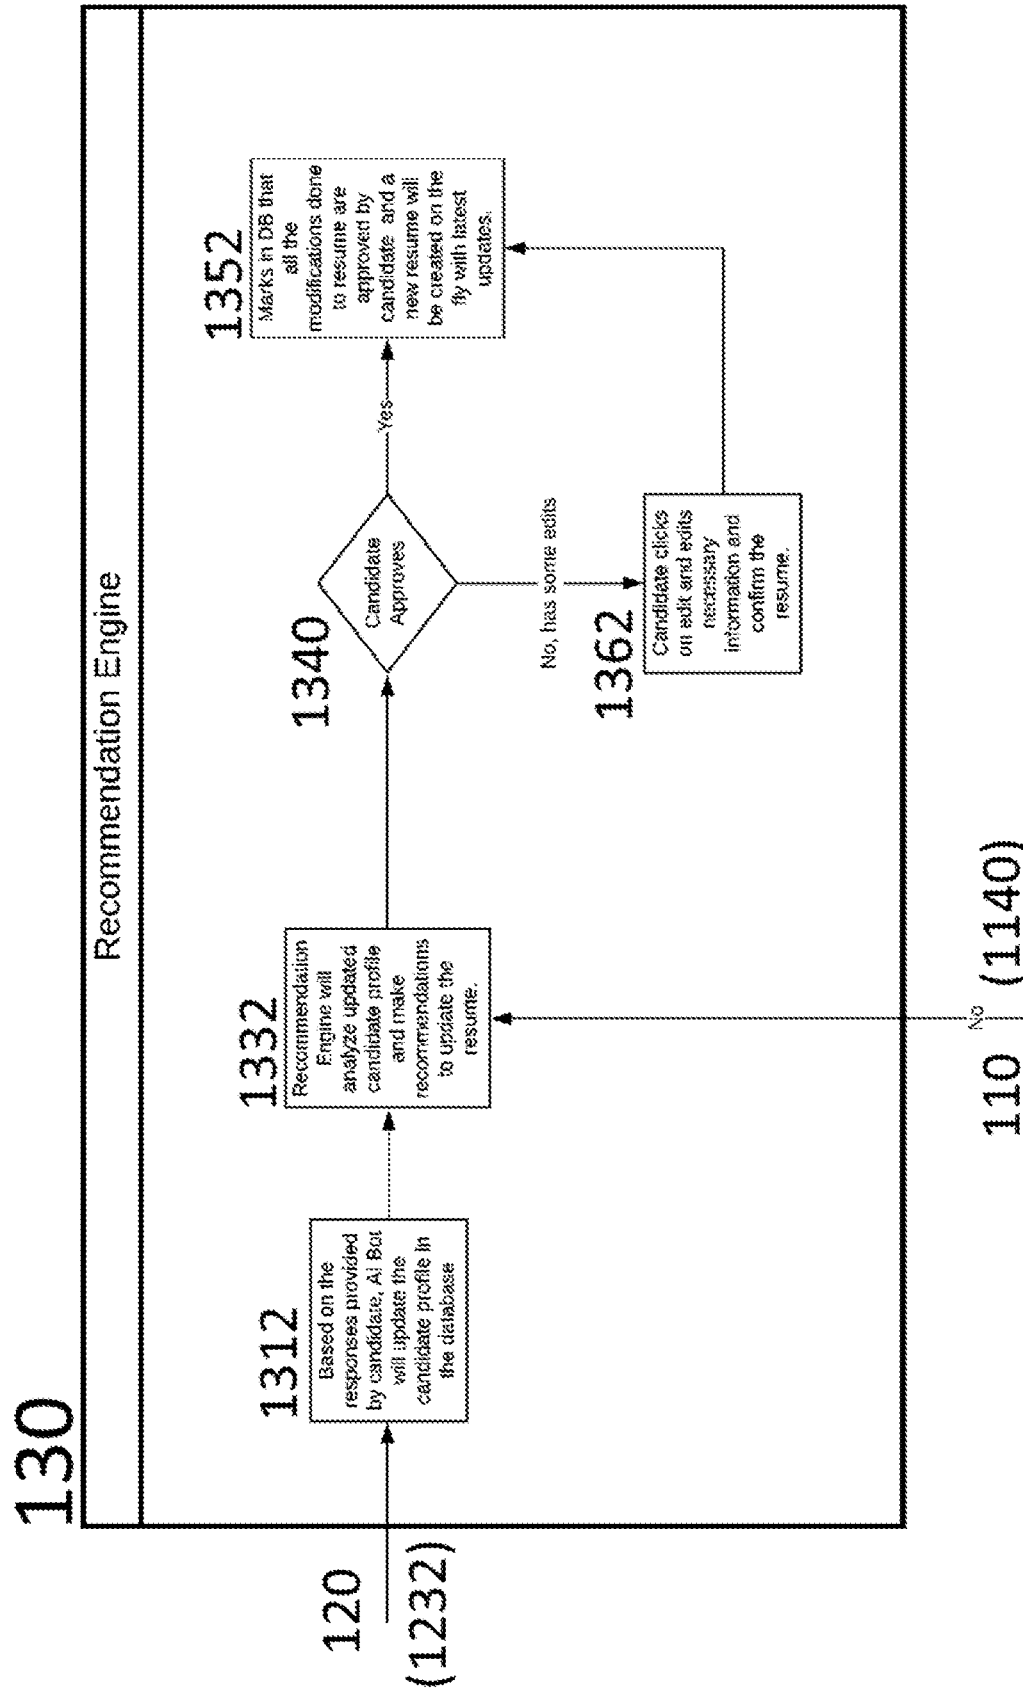 130
Recommendation Engine
120
(1232)
1312
Based on the
responses provided
by candidate, AI Bot
will update the
candidate profile in
the database
1332
Recommendation
Engine will
analyze updated
candidate profile
and make
recommendations
to update the
resume.
1340
Candidate
Approves
Yes
1352
Marks in DB that
all the
modifications done
to resume are
approved by
candidate and a
new resume will
be created on the
fly with latest
updates.
No, has some edits
1362
Candidate clicks
on edit and edits
necessary
information and
confirm the
resume.
No
110 (1140)